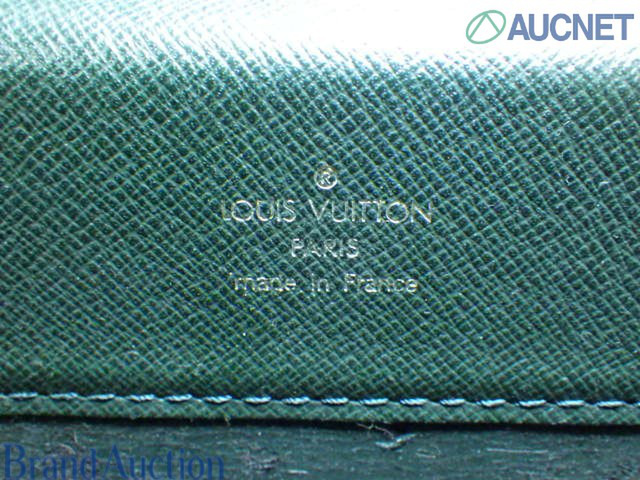 AUCNET
®
LOUIS VUITTON
PARIS
made in France
Brand Auction